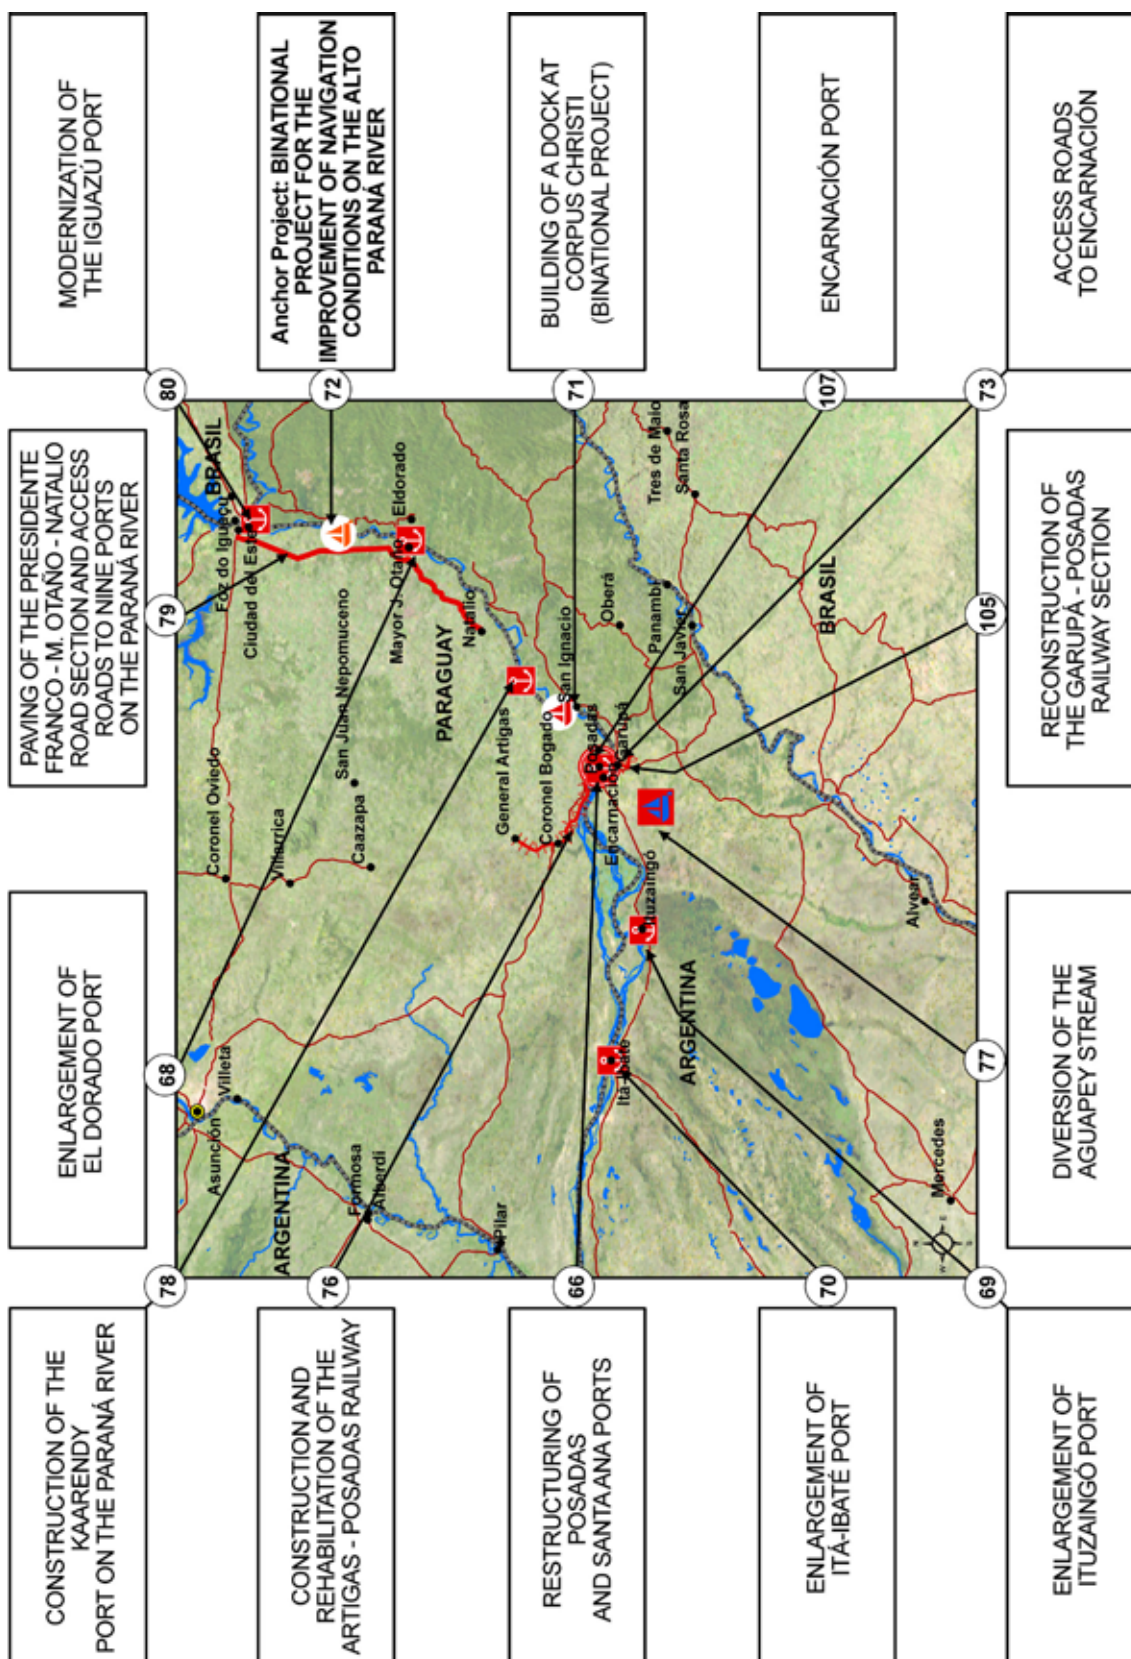 CONSTRUCTION OF THE
KAARENDY
PORT ON THE PARANÁ RIVER
78
ENLARGEMENT OF
EL DORADO PORT
68
PAVING OF THE PRESIDENTE
FRANCO - M. OTAÑO - NATALIO
ROAD SECTION AND ACCESS
ROADS TO NINE PORTS
ON THE PARANÁ RIVER
79
MODERNIZATION OF
THE IGUAZÚ PORT
80
CONSTRUCTION AND
REHABILITATION OF THE
ARTIGAS - POSADAS RAILWAY
76
Anchor Project: BINATIONAL
PROJECT FOR THE
IMPROVEMENT OF NAVIGATION
CONDITIONS ON THE ALTO
PARANÁ RIVER
72
RESTRUCTURING OF
POSADAS
AND SANTA ANA PORTS
66
BUILDING OF A DOCK AT
CORPUS CHRISTI
(BINATIONAL PROJECT)
71
ENLARGEMENT OF
ITÁ-IBATÉ PORT
70
ENCARNACIÓN PORT
107
ENLARGEMENT OF
ITUZAINGÓ PORT
69
DIVERSION OF THE
AGUAPEY STREAM
77
RECONSTRUCTION OF
THE GARUPÁ - POSADAS
RAILWAY SECTION
105
ACCESS ROADS
TO ENCARNACIÓN
73
Asunción
Villeta
Coronel Oviedo
Foz do Iguaçu
BRASIL
Ciudad del Este
ARGENTINA
Villarrica
San Juan Nepomuceno
Caazapa
Formosa
Alberdi
Mayor J. Otaño
Eldorado
PARAGUAY
Natalio
Pilar
General Artigas
Coronel Bogado
San Ignacio
Posadas
Encarnación
Garupá
Oberá
Tres de Maio
Santa Rosa
Panambi
San Javier
Itá-Ibaté
Ituzaingó
ARGENTINA
BRASIL
Alvear
Mercedes
N
W
E
S